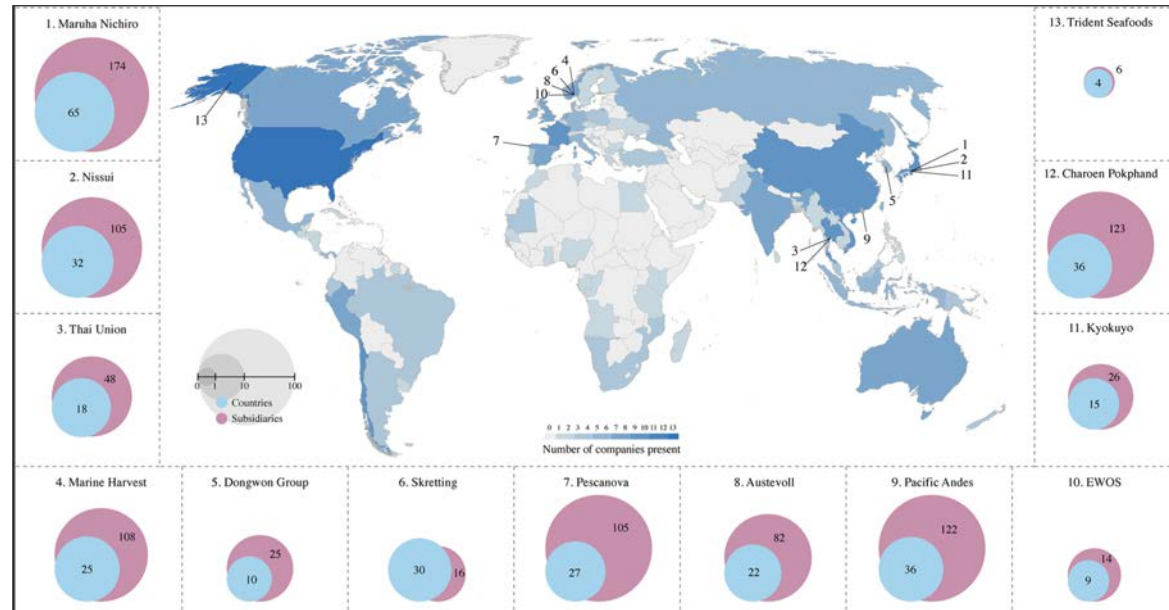 1. Maruha Nichiro
174
65
2. Nissui
105
32
3. Thai Union
48
18
4. Marine Harvest
108
25
5. Dongwon Group
25
10
6. Skretting
30
16
7. Pescanova
105
27
8. Austevoll
82
22
9. Pacific Andes
122
36
10. EWOS
14
9
11. Kyokuyo
26
15
12. Charoen Pokphand
123
36
13. Trident Seafoods
6
4
4
6
8
10
13
7
1
2
11
5
9
3
12
0 1 10 100
Countries
Subsidiaries
0 1 2 3 4 5 6 7 8 9 10 11 12 13
Number of companies present